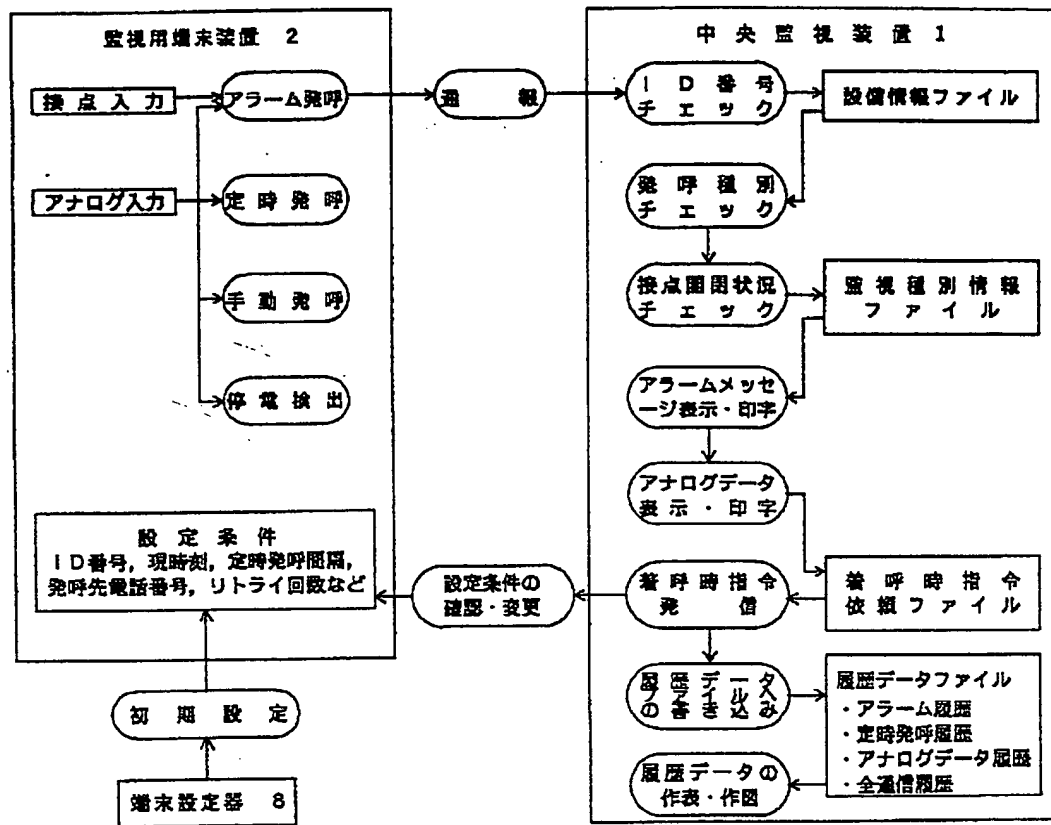 監視用端末装置 2
接点入力
アラーム発呼
アナログ入力
定時発呼
手動発呼
停電検出
設定条件
ID番号,現時刻,定時発呼間隔,
発呼先電話番号,リトライ回数など
初期設定
端末設定器 8
通報
設定条件の
確認・変更
中央監視装置 1
ID番号
チェック
設備情報ファイル
発呼種別
チェック
接点開閉状況
チェック
監視種別情報
ファイル
アラームメッセ
ージ表示・印字
アナログデータ
表示・印字
着呼時指令
発信
着呼時指令
依頼ファイル
履歴データ
ファイルへ
の書き込み
履歴データファイル
・アラーム履歴
・定時発呼履歴
・アナログデータ履歴
・全通信履歴
履歴データの
作表・作図